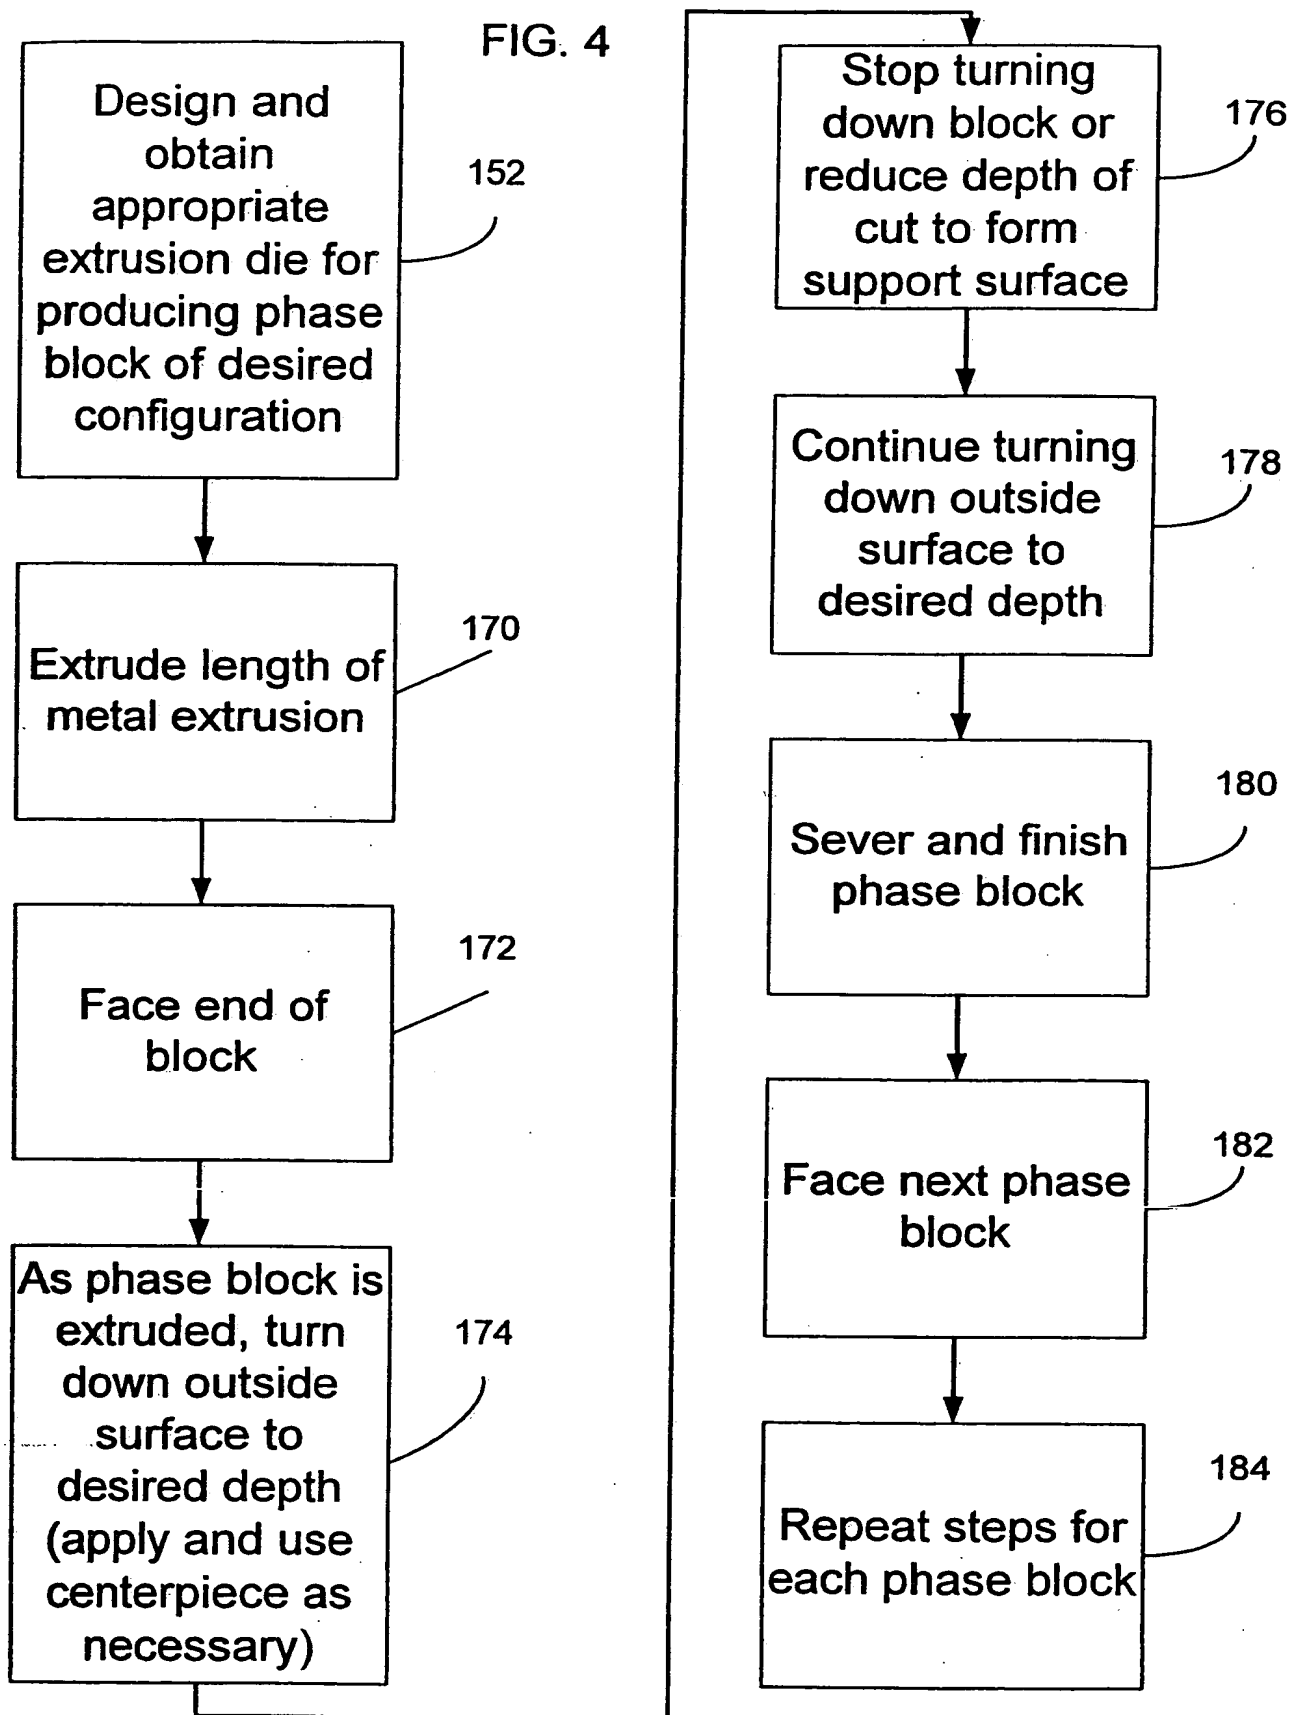 FIG. 4
Design and
obtain
appropriate
extrusion die for
producing phase
block of desired
configuration
152
Extrude length of
metal extrusion
170
Face end of
block
172
As phase block is
extruded, turn
down outside
surface to
desired depth
(apply and use
centerpiece as
necessary)
174
Stop turning
down block or
reduce depth of
cut to form
support surface
176
Continue turning
down outside
surface to
desired depth
178
Sever and finish
phase block
180
Face next phase
block
182
Repeat steps for
each phase block
184